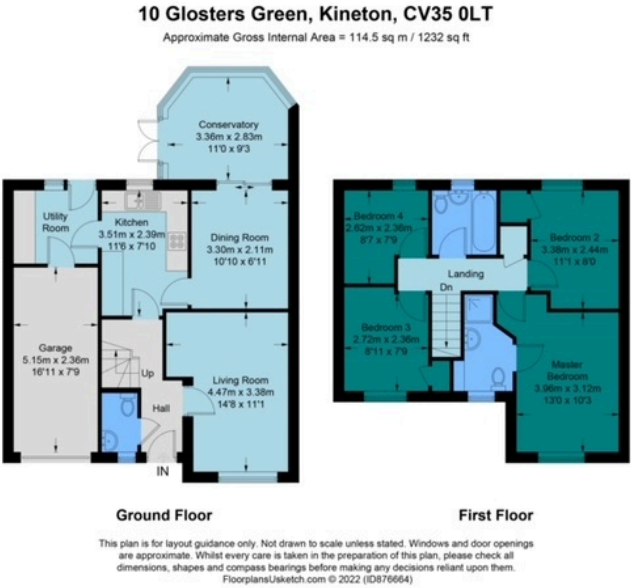 10 Glosters Green, Kineton, CV35 0LT
Approximate Gross Internal Area = 114.5 sq m / 1232 sq ft
Conservatory
3.36m x 2.83m
11'0 x 9'3
Utility
Room
Kitchen
3.51m x 2.39m
11'6 x 7'10
Dining Room
3.30m x 2.11m
10'10 x 6'11
Garage
5.15m x 2.36m
16'11 x 7'9
Up
Hall
Living Room
4.47m x 3.38m
14'8 x 11'1
IN
Bedroom 4
2.62m x 2.36m
8'7 x 7'9
Bedroom 2
3.38m x 2.44m
11'1 x 8'0
Landing
Dn
Bedroom 3
2.72m x 2.36m
8'11 x 7'9
Master
Bedroom
3.96m x 3.12m
13'0 x 10'3
Ground Floor
First Floor
This plan is for layout guidance only. Not drawn to scale unless stated. Windows and door openings
are approximate. Whilst every care is taken in the preparation of this plan, please check all
dimensions, shapes and compass bearings before making any decisions reliant upon them.
FloorplansUsketch.com © 2022 (ID876664)